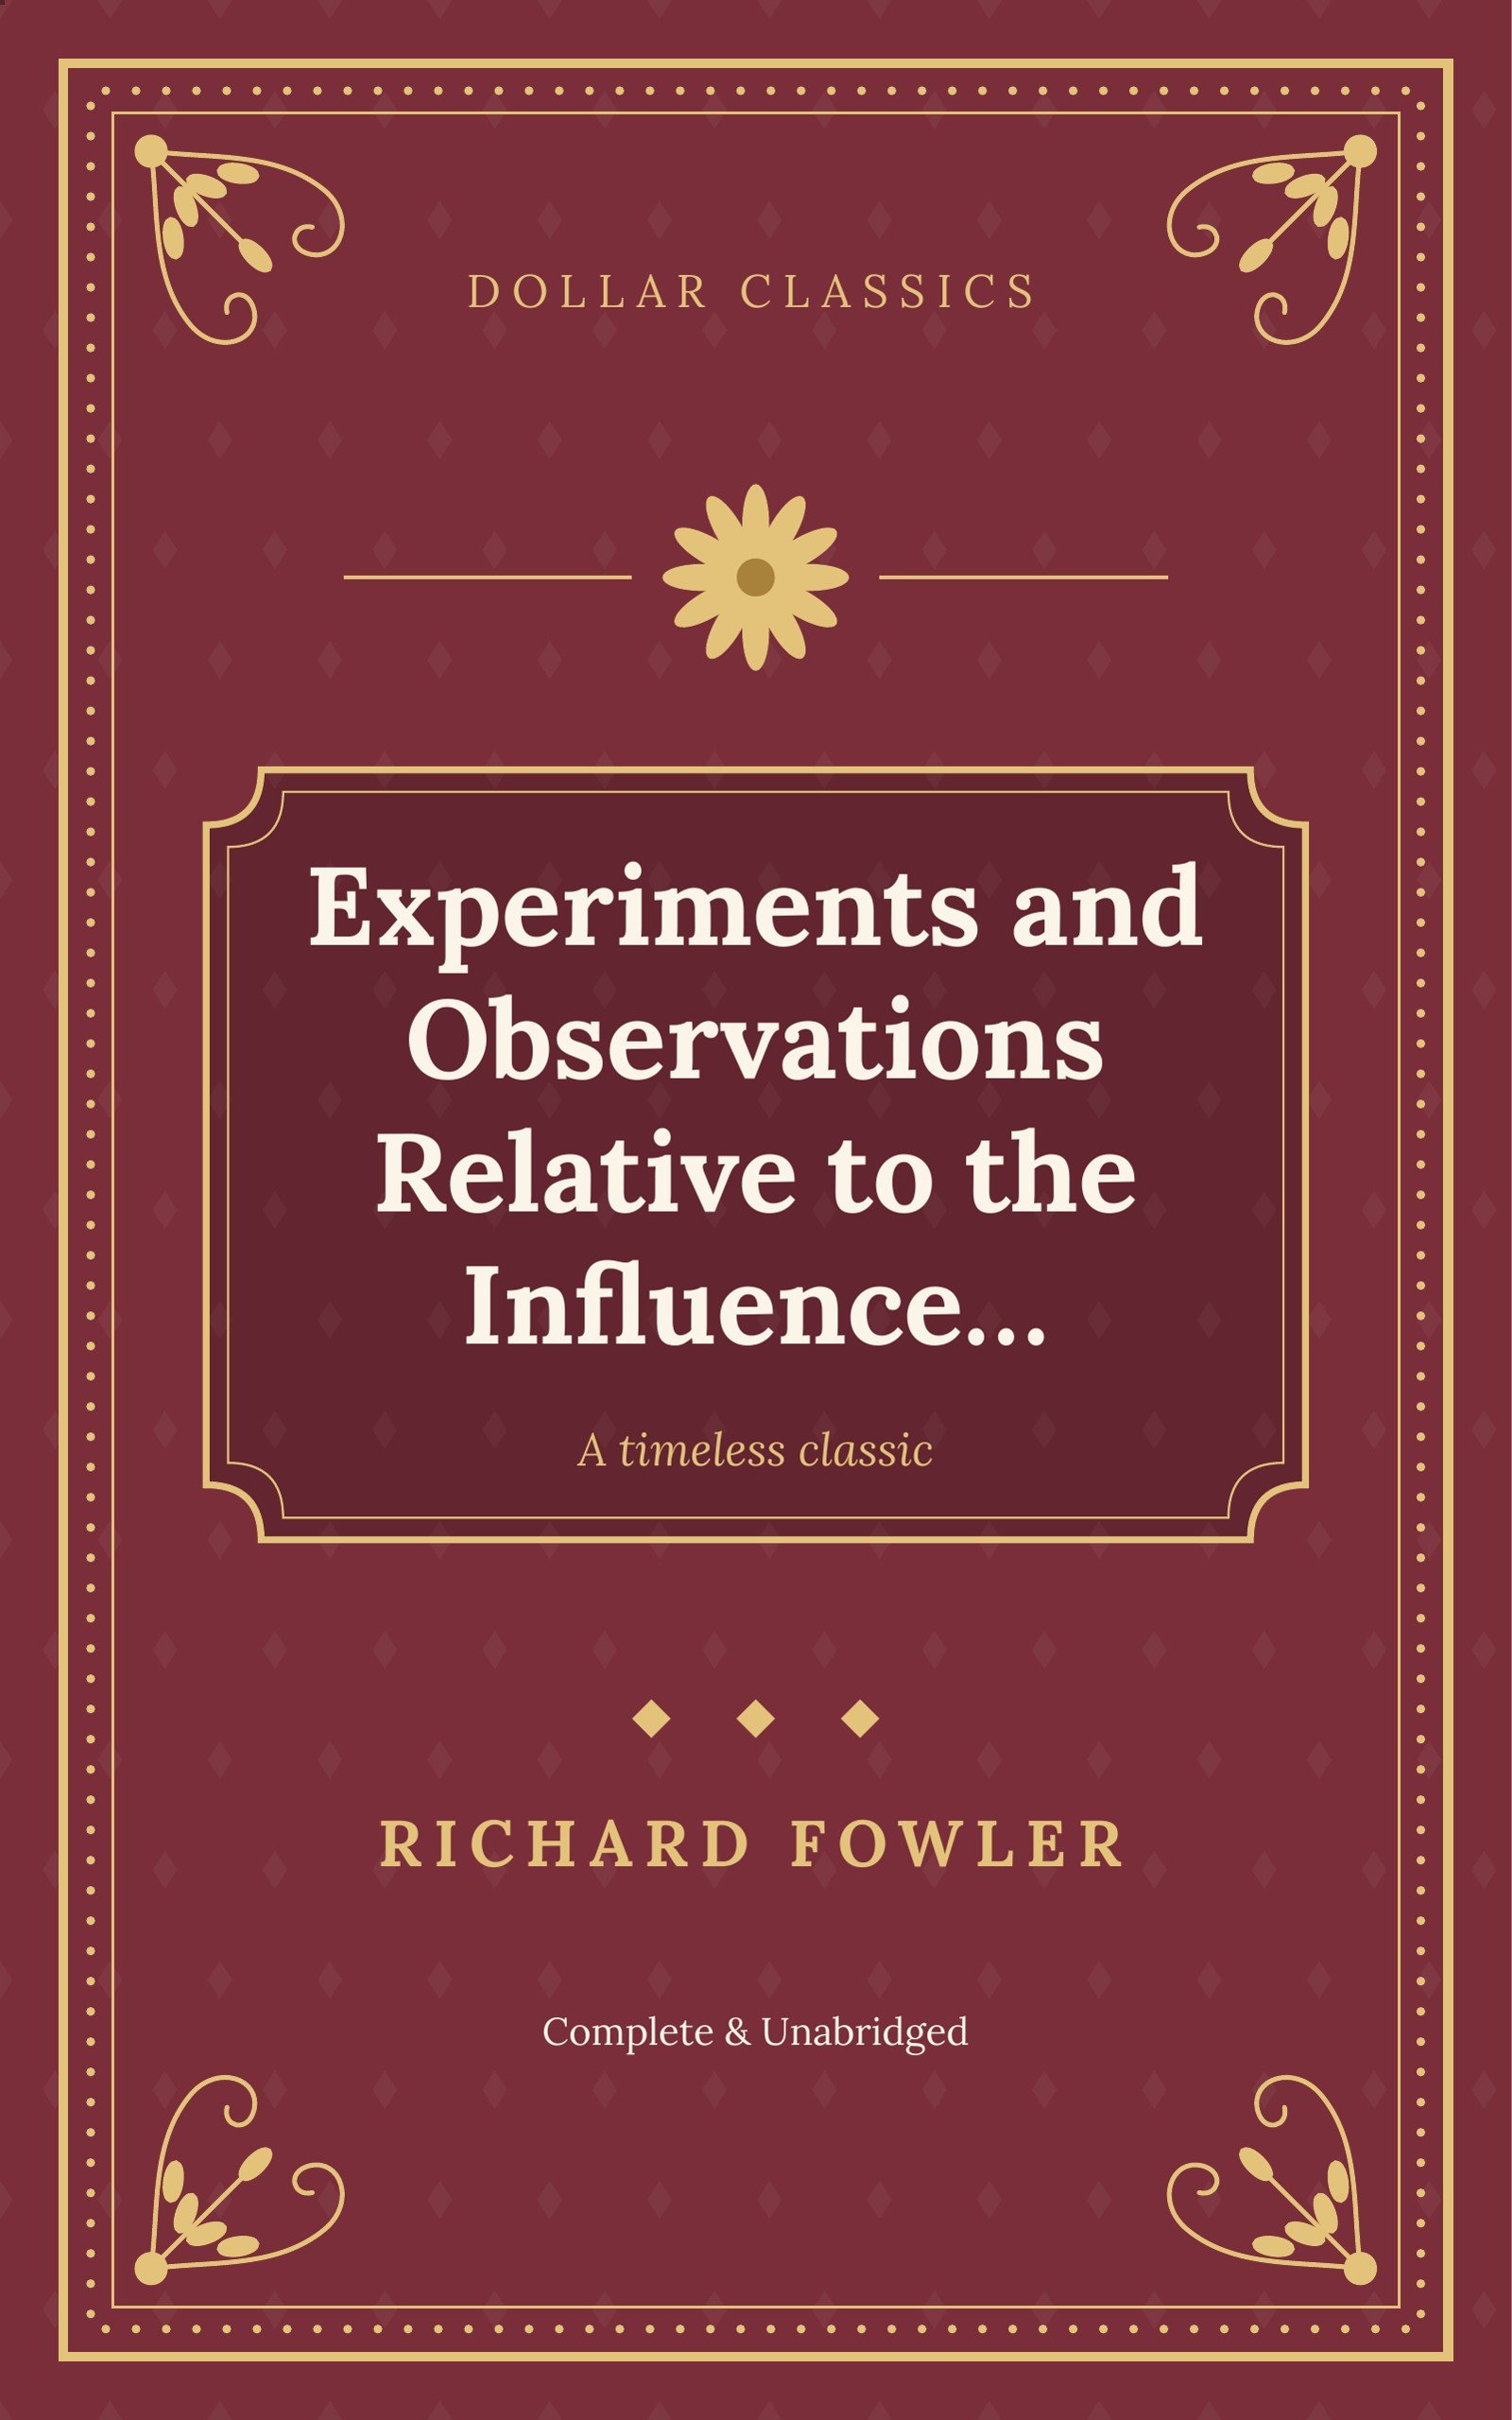 DOLLAR CLASSICS
Experiments and
Observations
Relative to the
Influence...
A timeless classic
RICHARD FOWLER
Complete & Unabridged